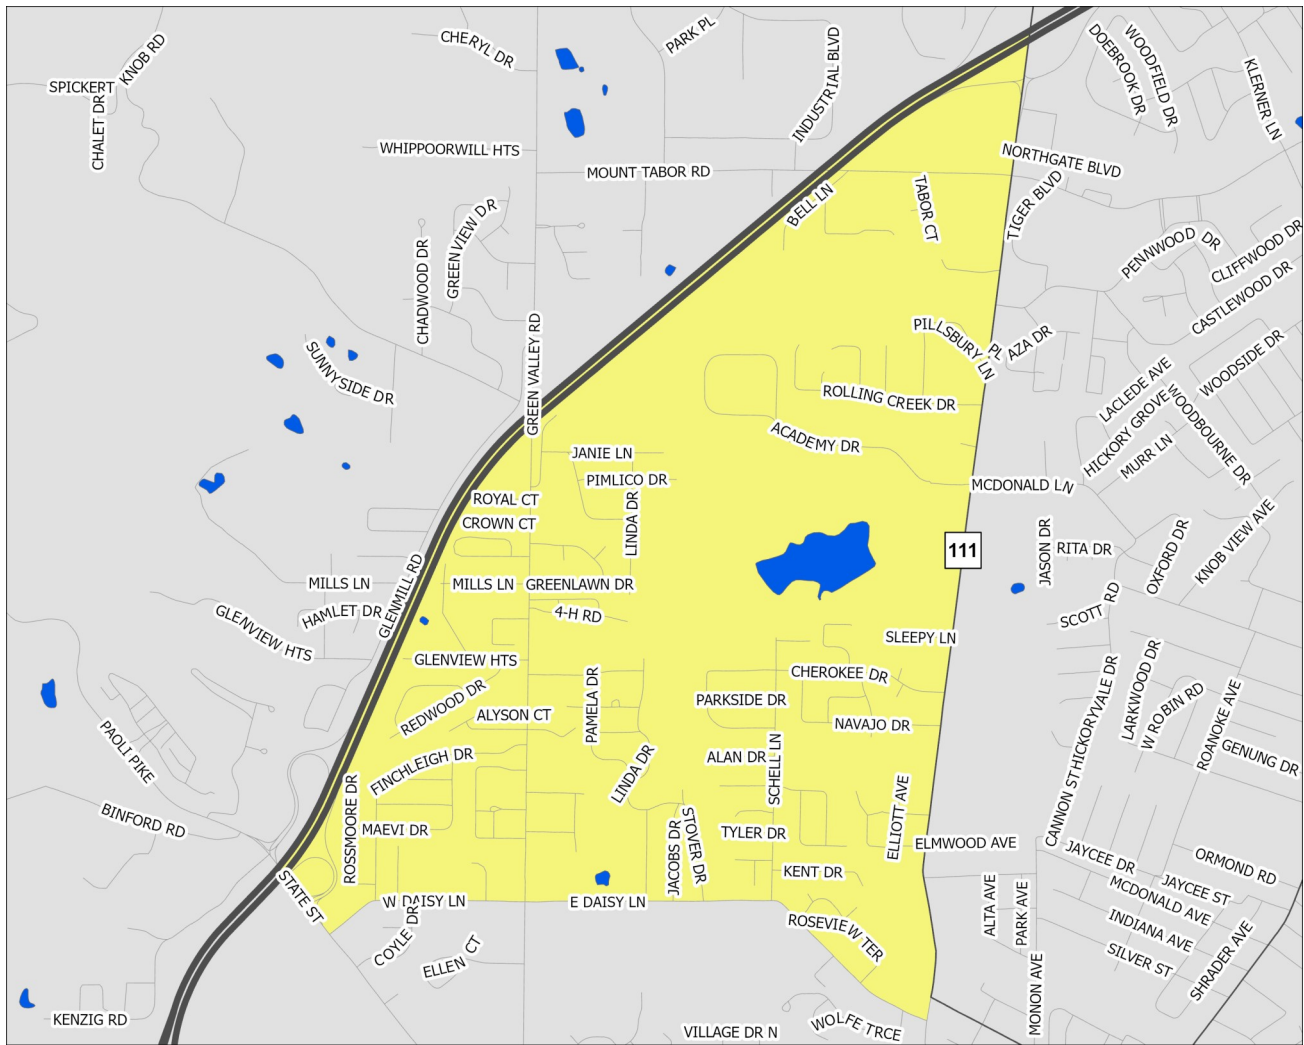 CHERYL DR
PARK PL
INDUSTRIAL BLVD
DOEBROOK DR
WOODFIELD DR
KLERNER LN
KNOB RD
SPICKERT
CHALET DR
WHIPPOORWILL HTS
MOUNT TABOR RD
NORTHGATE BLVD
TIGER BLVD
BELL LN
TABOR CT
GREENVIEW DR
CHADWOOD DR
PENNWOOD DR
CLIFFWOOD DR
CASTLEWOOD DR
GREEN VALLEY RD
SUNNYSIDE DR
PILLSBURY LN
PLAZA DR
WOODSIDE DR
LACLEDE AVE
HICKORY GROVE
WOODBOURNE DR
MURR LN
ROLLING CREEK DR
ACADEMY DR
JANIE LN
PIMLICO DR
LINDA DR
ROYAL CT
CROWN CT
MCDONALD LN
111
JASON DR
RITA DR
OXFORD DR
KNOB VIEW AVE
MILLS LN
GLENMILL RD
MILLS LN
GREENLAWN DR
HAMLET DR
GLENVIEW HTS
4-H RD
SLEEPY LN
SCOTT RD
GLENVIEW HTS
CHEROKEE DR
REDWOOD DR
ALYSON CT
PAMELA DR
PARKSIDE DR
NAVAJO DR
HICKORYVALE DR
LARKWOOD DR
W ROBIN RD
ROANOKE AVE
GENUNG DR
PAOLI PIKE
FINCHLEIGH DR
LINDA DR
ALAN DR
SCHELL LN
CANNON ST
BINFORD RD
ROSSMOORE DR
MAEVI DR
JACOBS DR
STOVER DR
TYLER DR
ELLIOTT AVE
ELMWOOD AVE
JAYCEE DR
ORMOND RD
KENT DR
STATE ST
W DAISY LN
E DAISY LN
JAYCEE ST
MCDONALD AVE
ALTA AVE
PARK AVE
INDIANA AVE
COYLE DR
ROSEVIEW TER
ELLEN CT
SILVER ST
SHRADER AVE
MONON AVE
KENZIG RD
VILLAGE DR N
WOLFE TRCE